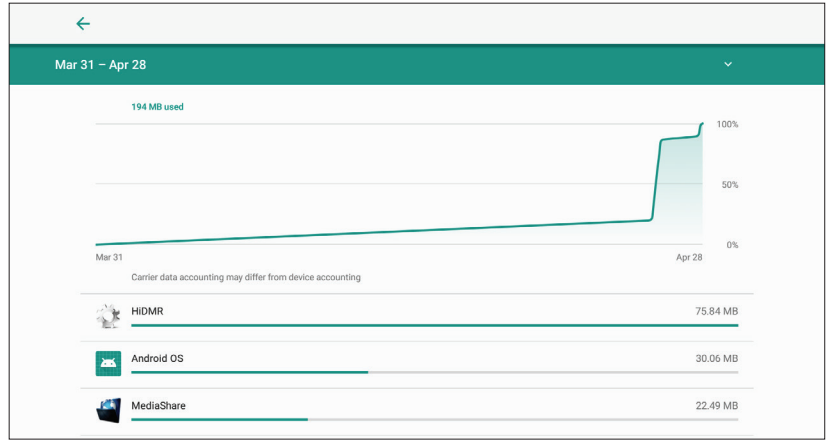 Mar 31 – Apr 28
194 MB used
100%
50%
0%
Mar 31 Apr 28
Carrier data accounting may differ from device accounting
HiDMR 75.84 MB
Android OS 30.06 MB
MediaShare 22.49 MB